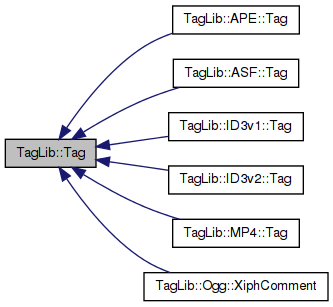 TagLib::APE::Tag
TagLib::ASF::Tag
TagLib::ID3v1::Tag
TagLib::Tag
TagLib::ID3v2::Tag
TagLib::MP4::Tag
TagLib::Ogg::XiphComment